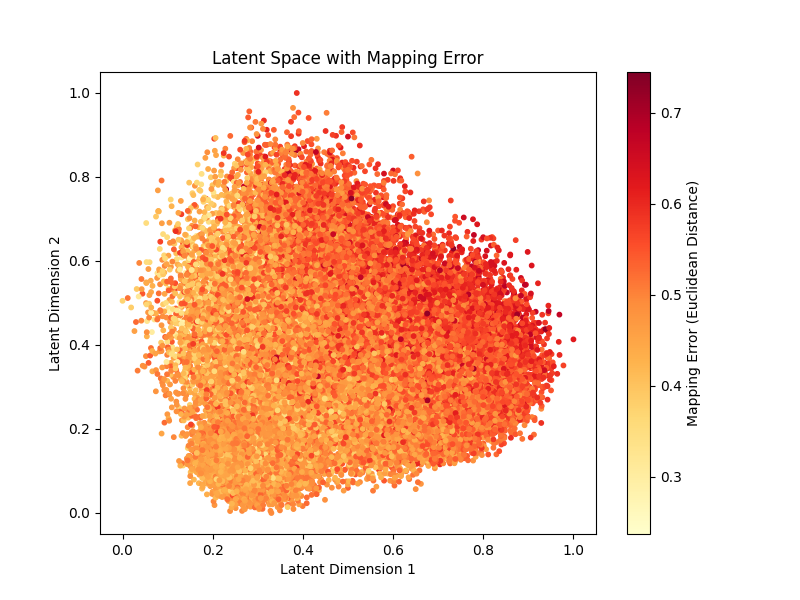 Latent Space with Mapping Error
1.0
0.8
0.6
0.4
0.2
0.0
Latent Dimension 2
0.0 0.2 0.4 0.6 0.8 1.0
Latent Dimension 1
0.7
0.6
0.5
0.4
0.3
Mapping Error (Euclidean Distance)